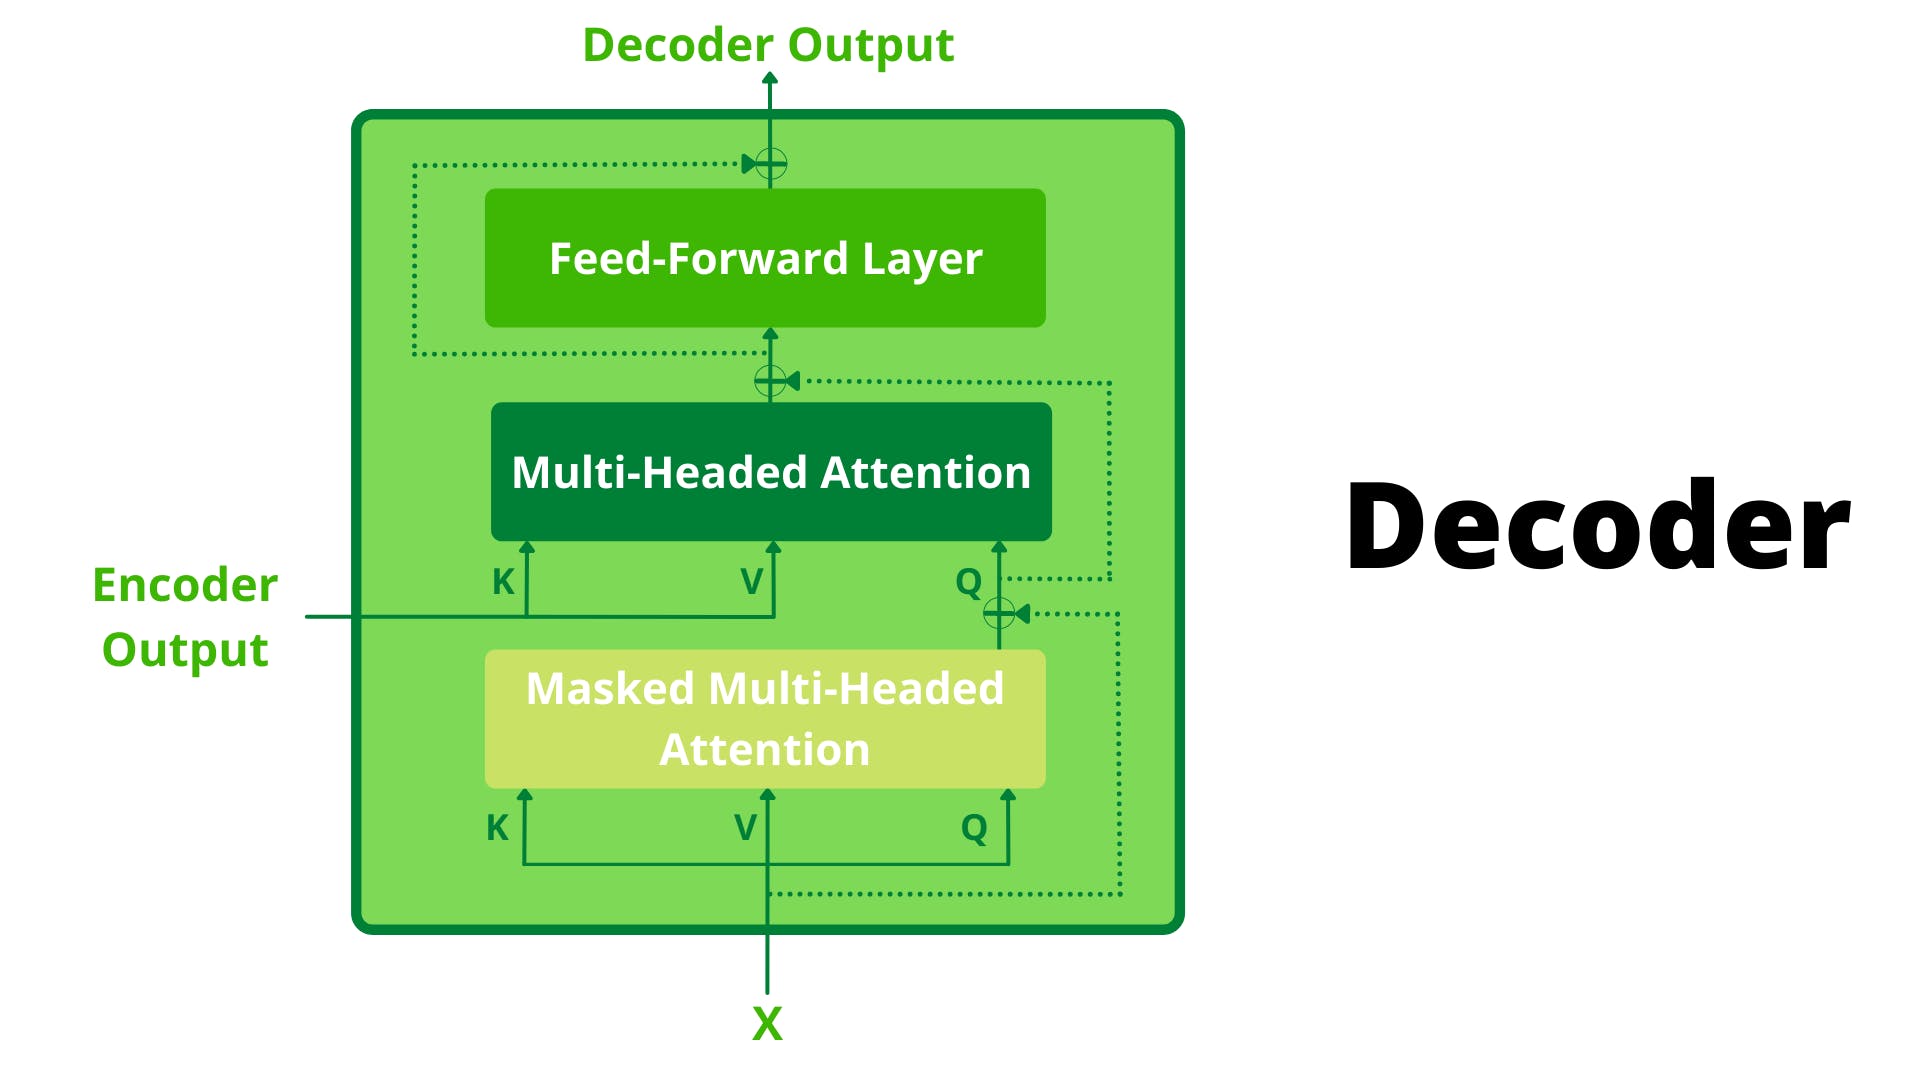 Decoder Output
Feed-Forward Layer
Multi-Headed Attention
K
V
Q
Encoder
Output
Masked Multi-Headed
Attention
K
V
Q
X
Decoder